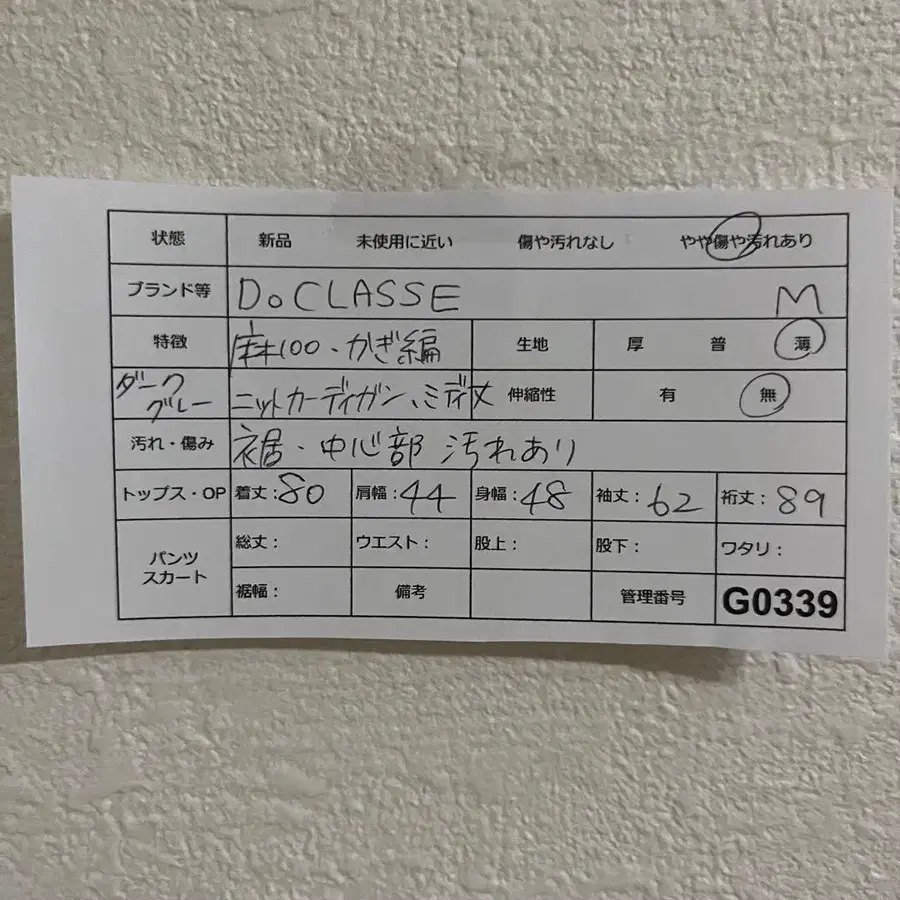 状態 新品 未使用に近い 傷や汚れなし やや傷や汚れあり
ブランド等 DoCLASSE M
特徴 麻100・かぎ編 生地 厚 普 薄
ダークグレー ニットカーディガン、ミディ丈 伸縮性 有 無
汚れ・傷み 裾・中心部 汚れあり
トップス・OP 着丈：80 肩幅：44 身幅：48 袖丈：62 裄丈：89
パンツ スカート 総丈： ウエスト： 股上： 股下： ワタリ：
裾幅： 備考 管理番号 G0339